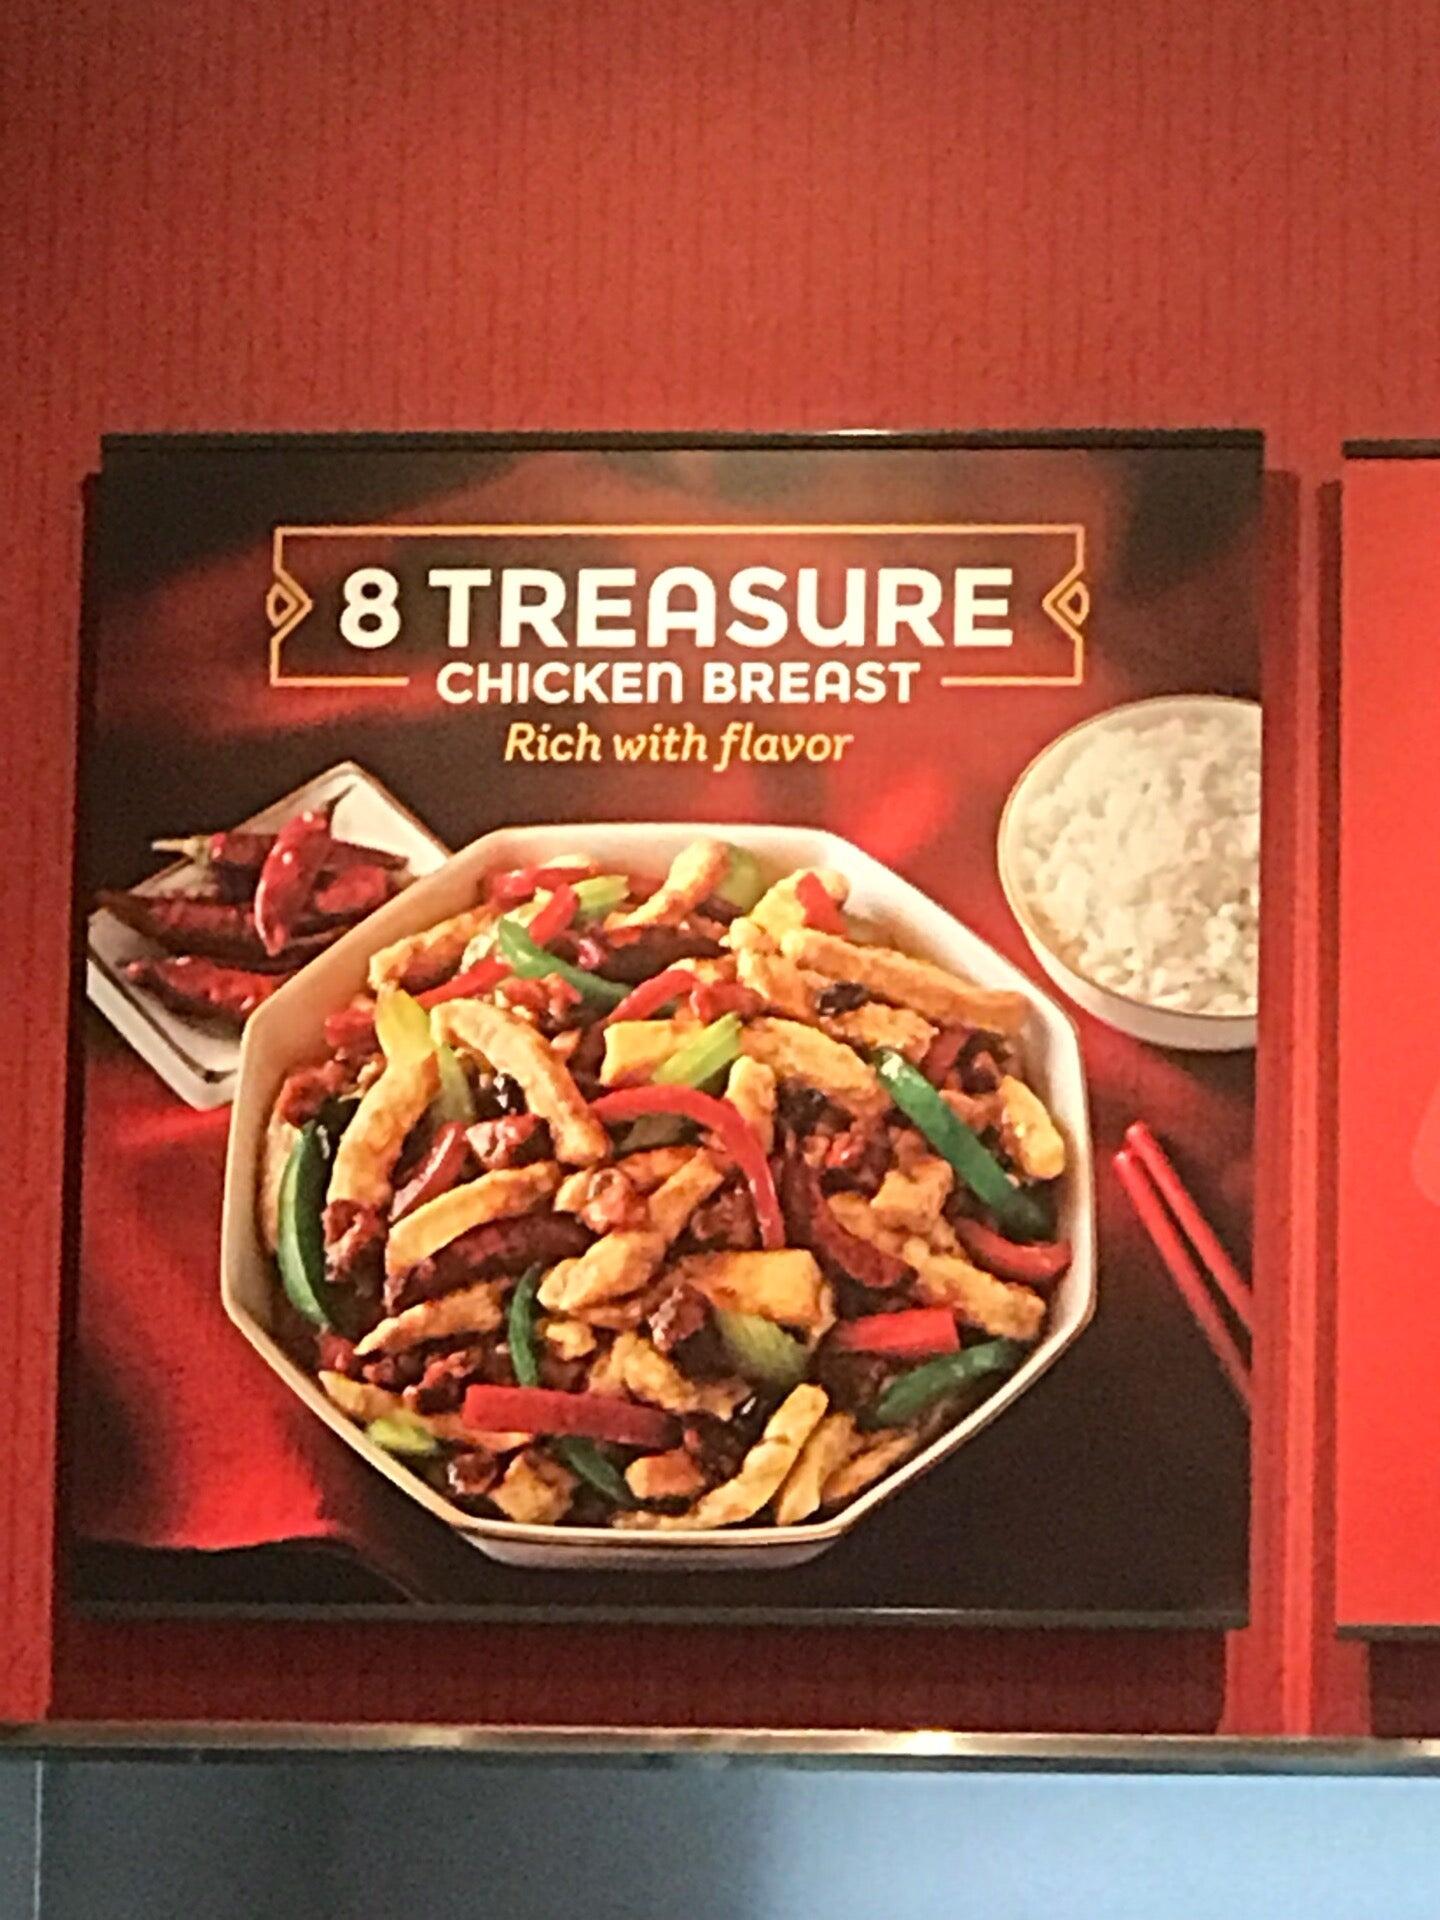 8 TREASURE
CHICKEN BREAST
Rich with flavor